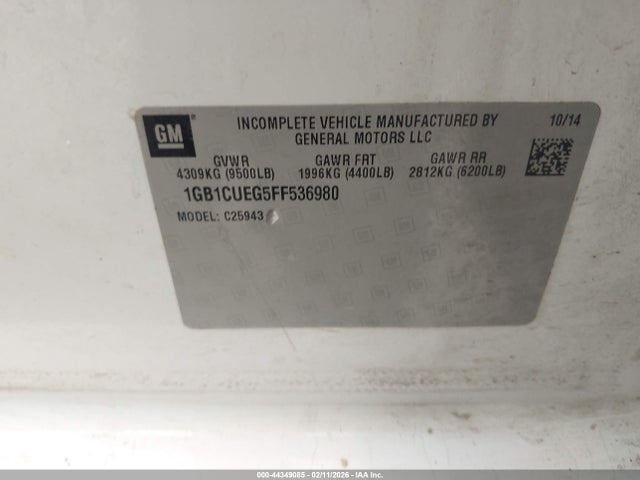 GM
INCOMPLETE VEHICLE MANUFACTURED BY
GENERAL MOTORS LLC
10/14
GVWR GAWR FRT GAWR RR
4309KG (9500LB) 1996KG (4400LB) 2812KG (6200LB)
1GB1CUEG5FF536980
MODEL: C25943
000-44349085 - 02/11/2026 - IAA Inc.